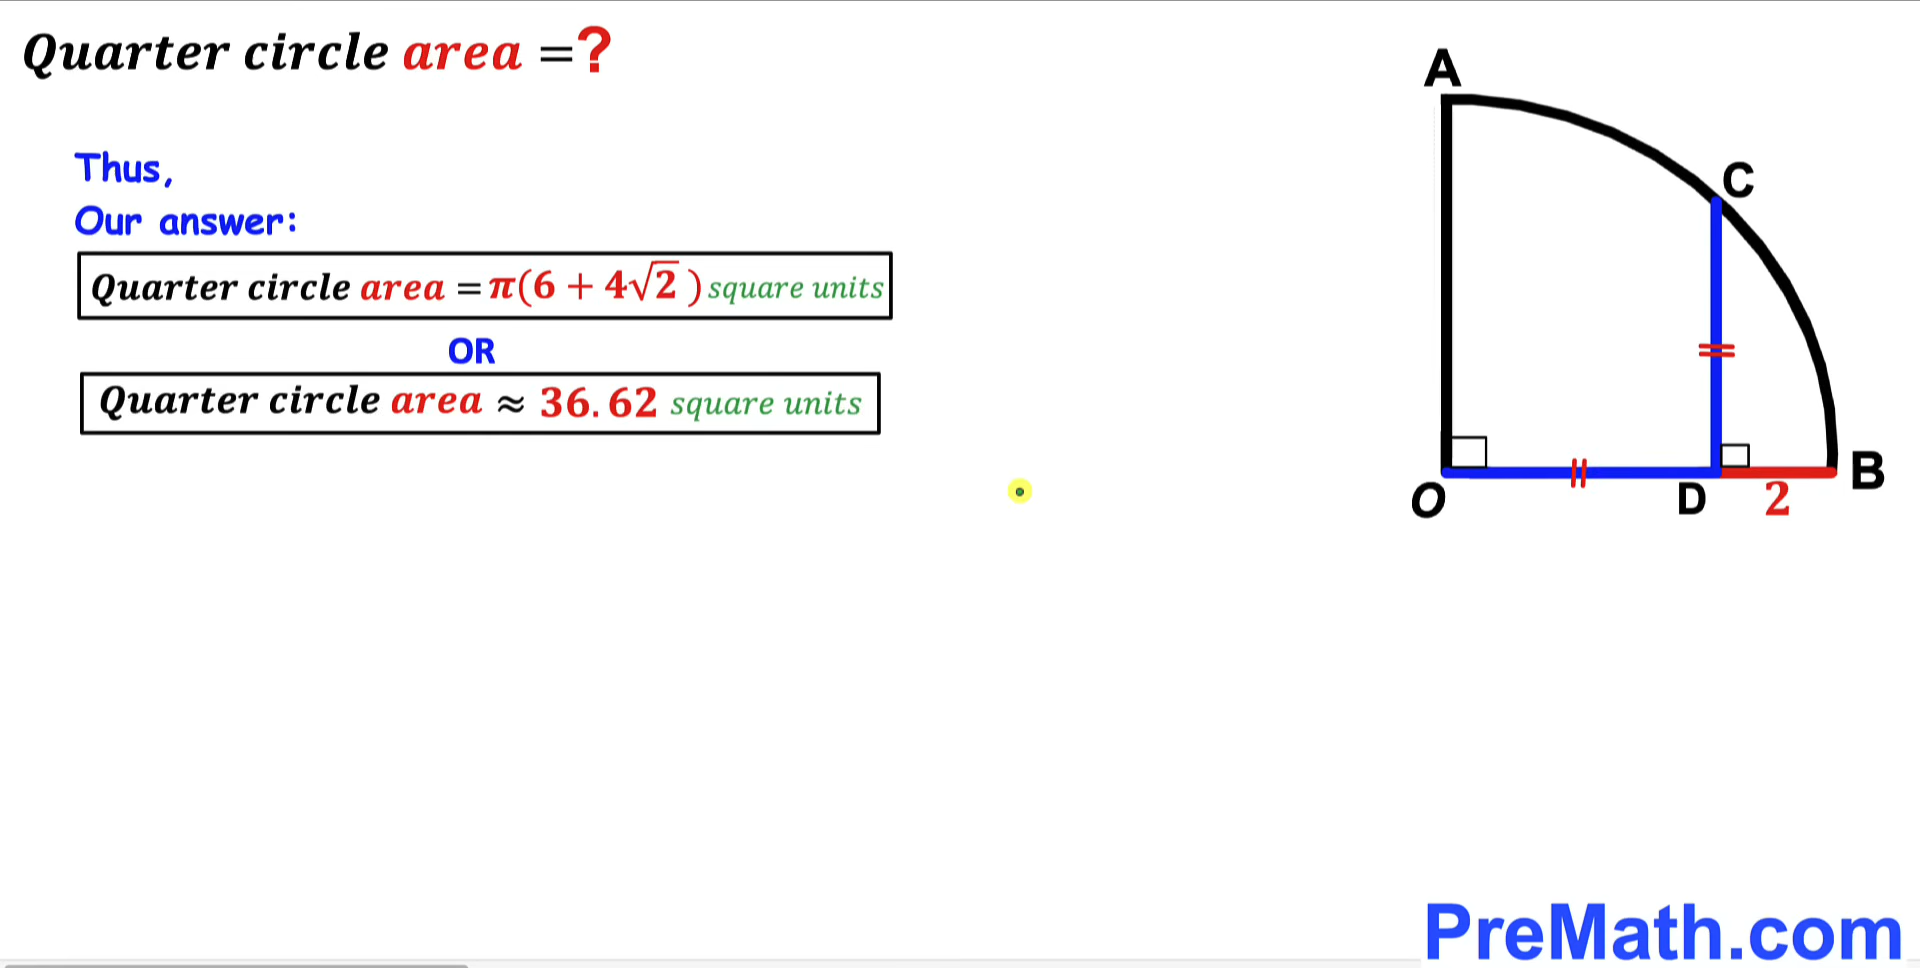 Quarter circle area =?
Thus,
Our answer:
Quarter circle area = π(6 + 4√2 ) square units
OR
Quarter circle area ≈ 36.62 square units
A
C
B
O
D
2
PreMath.com